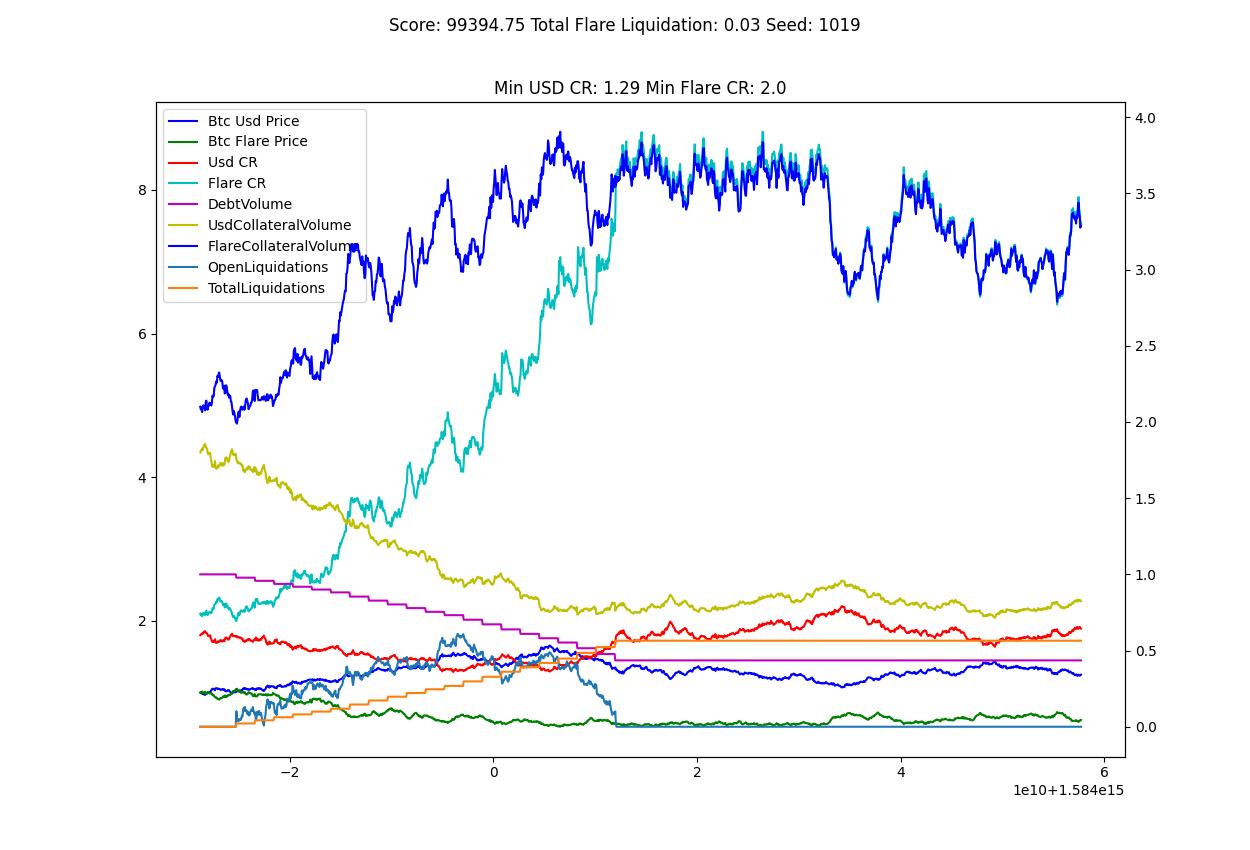 Score: 99394.75 Total Flare Liquidation: 0.03 Seed: 1019
Min USD CR: 1.29 Min Flare CR: 2.0
Btc Usd Price
Btc Flare Price
Usd CR
Flare CR
DebtVolume
UsdCollateralVolume
FlareCollateralVolume
OpenLiquidations
TotalLiquidations
8
6
4
2
4.0
3.5
3.0
2.5
2.0
1.5
1.0
0.5
0.0
−2 0 2 4 6
1e10+1.584e15